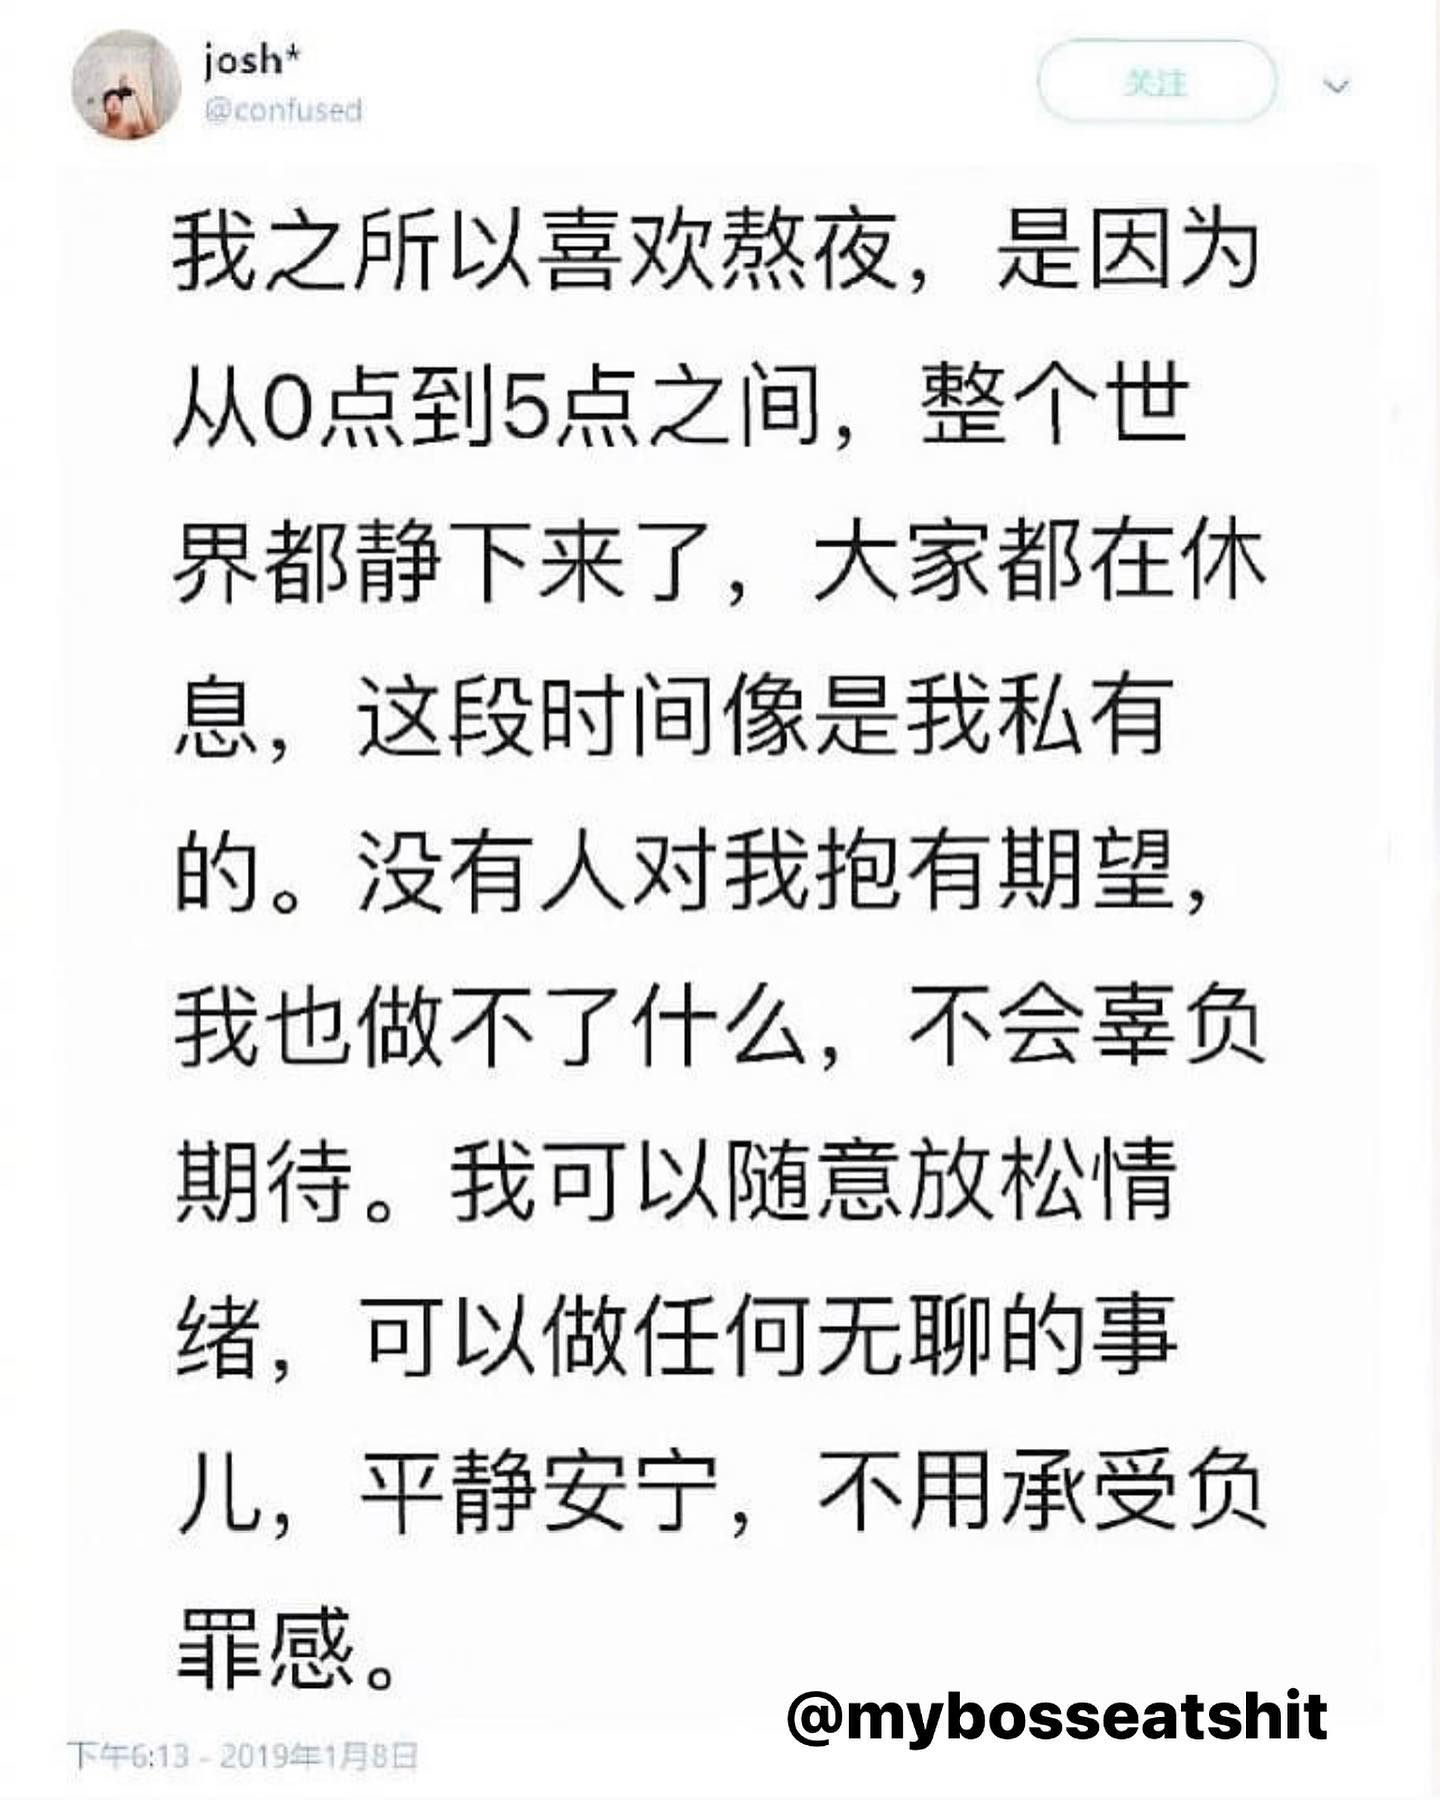 josh*
@confused
关注
我之所以喜欢熬夜，是因为
从0点到5点之间，整个世
界都静下来了，大家都在休
息，这段时间像是我私有
的。没有人对我抱有期望，
我也做不了什么，不会辜负
期待。我可以随意放松情
绪，可以做任何无聊的事
儿，平静安宁，不用承受负
罪感。
@mybosseatshit
下午6:13 - 2019年1月8日